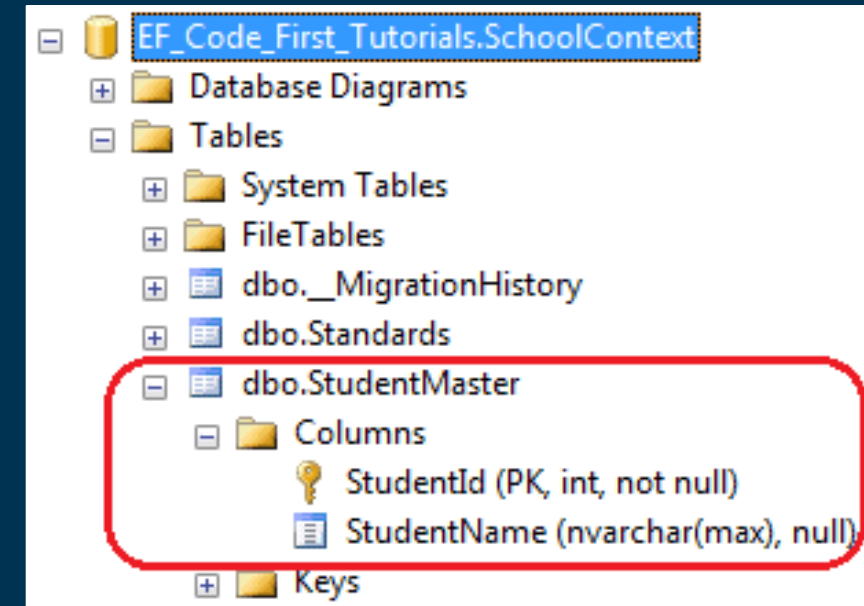 EF_Code_First_Tutorials.SchoolContext
Database Diagrams
Tables
System Tables
FileTables
dbo.__MigrationHistory
dbo.Standards
dbo.StudentMaster
Columns
StudentId (PK, int, not null)
StudentName (nvarchar(max), null)
Keys